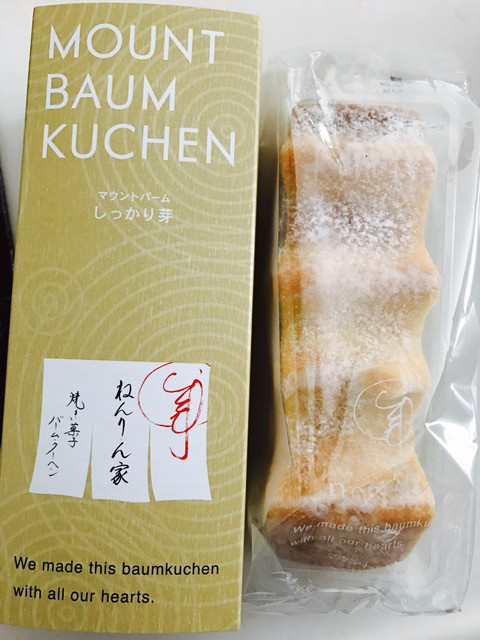 MOUNT
BAUM
KUCHEN
マウントバーム
しっかり芽
ねんりん家
焼き菓子
バームクーヘン
We made this baumkuchen
with all our hearts.
We made this baumkuchen
with all our hearts.